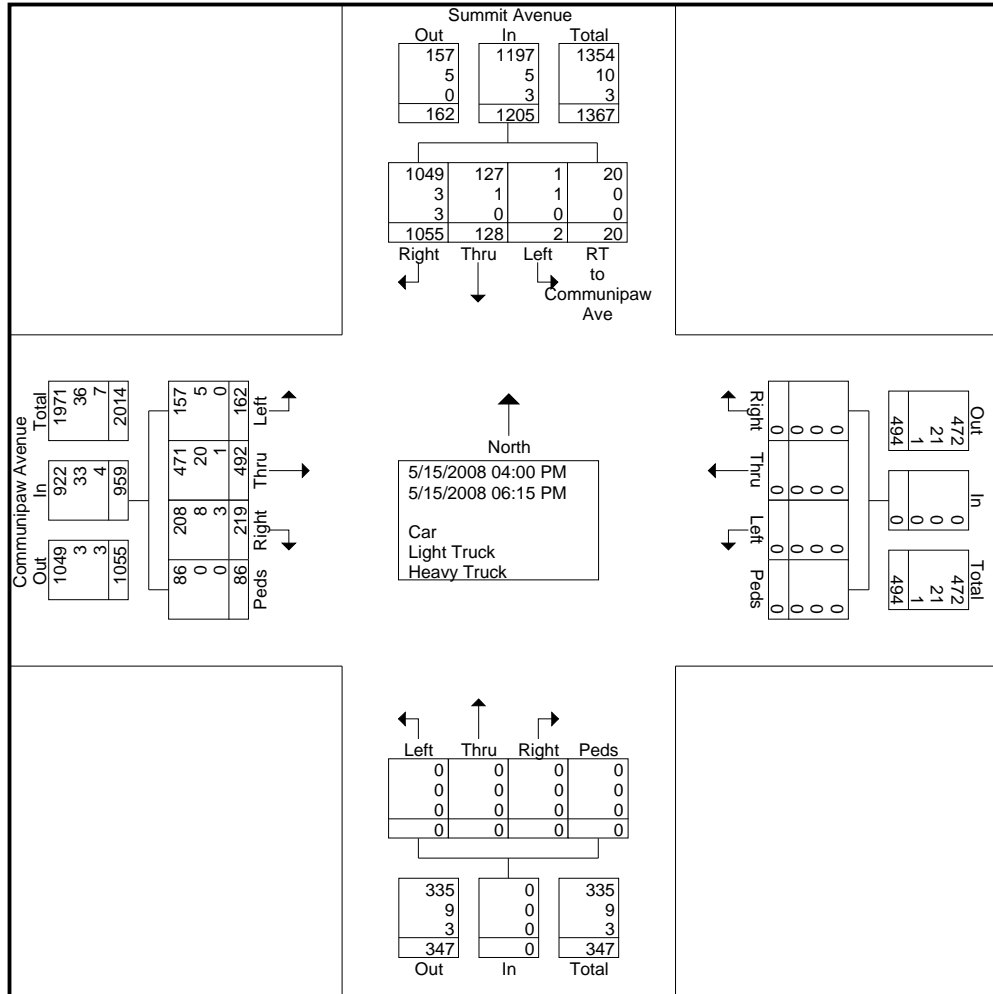 Summit Avenue
Out In Total
157 1197 1354
5 5 10
0 3 3
162 1205 1367
1049 127 1 20
3 1 1 0
3 0 0 0
1055 128 2 20
Right Thru Left RT
to
Communipaw
Ave
Communipaw Avenue
Total In Out
1971 922 1049
36 33 3
7 4 3
2014 959 1055
157 471 208 86
5 20 8 0
0 1 3 0
162 492 219 86
Left Thru Right Peds
North
5/15/2008 04:00 PM
5/15/2008 06:15 PM
Car
Light Truck
Heavy Truck
Right Thru Left Peds
0 0 0 0
0 0 0 0
0 0 0 0
0 0 0 0
Out In Total
472 0 472
21 0 21
1 0 1
494 0 494
Left Thru Right Peds
0 0 0 0
0 0 0 0
0 0 0 0
0 0 0 0
335 0 335
9 0 9
3 0 3
347 0 347
Out In Total